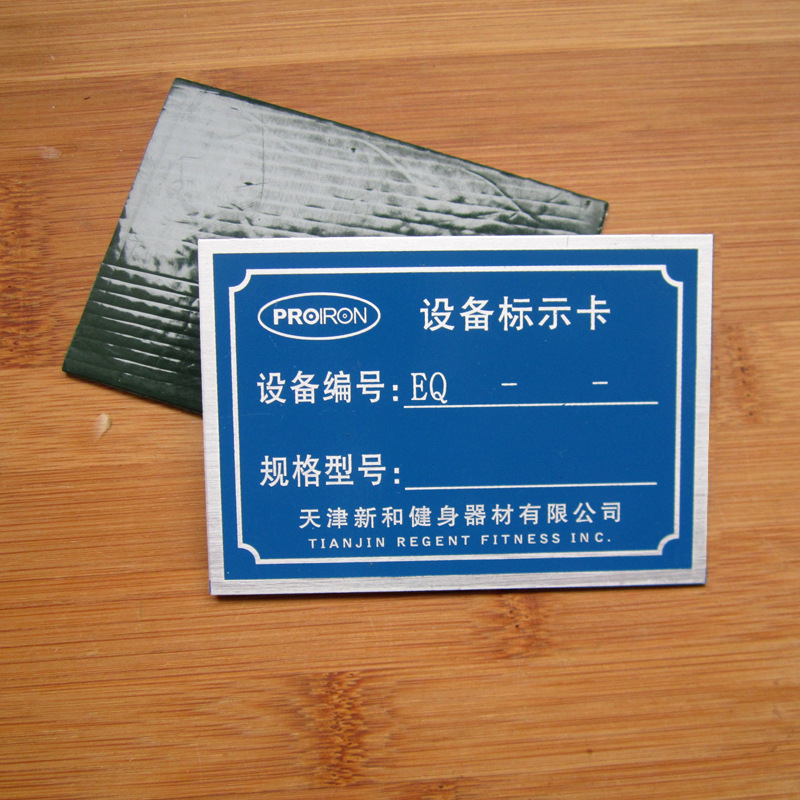 PROIRON 设备标示卡
设备编号:EQ - -
规格型号:
天津新和健身器材有限公司
TIANJIN REGENT FITNESS INC.